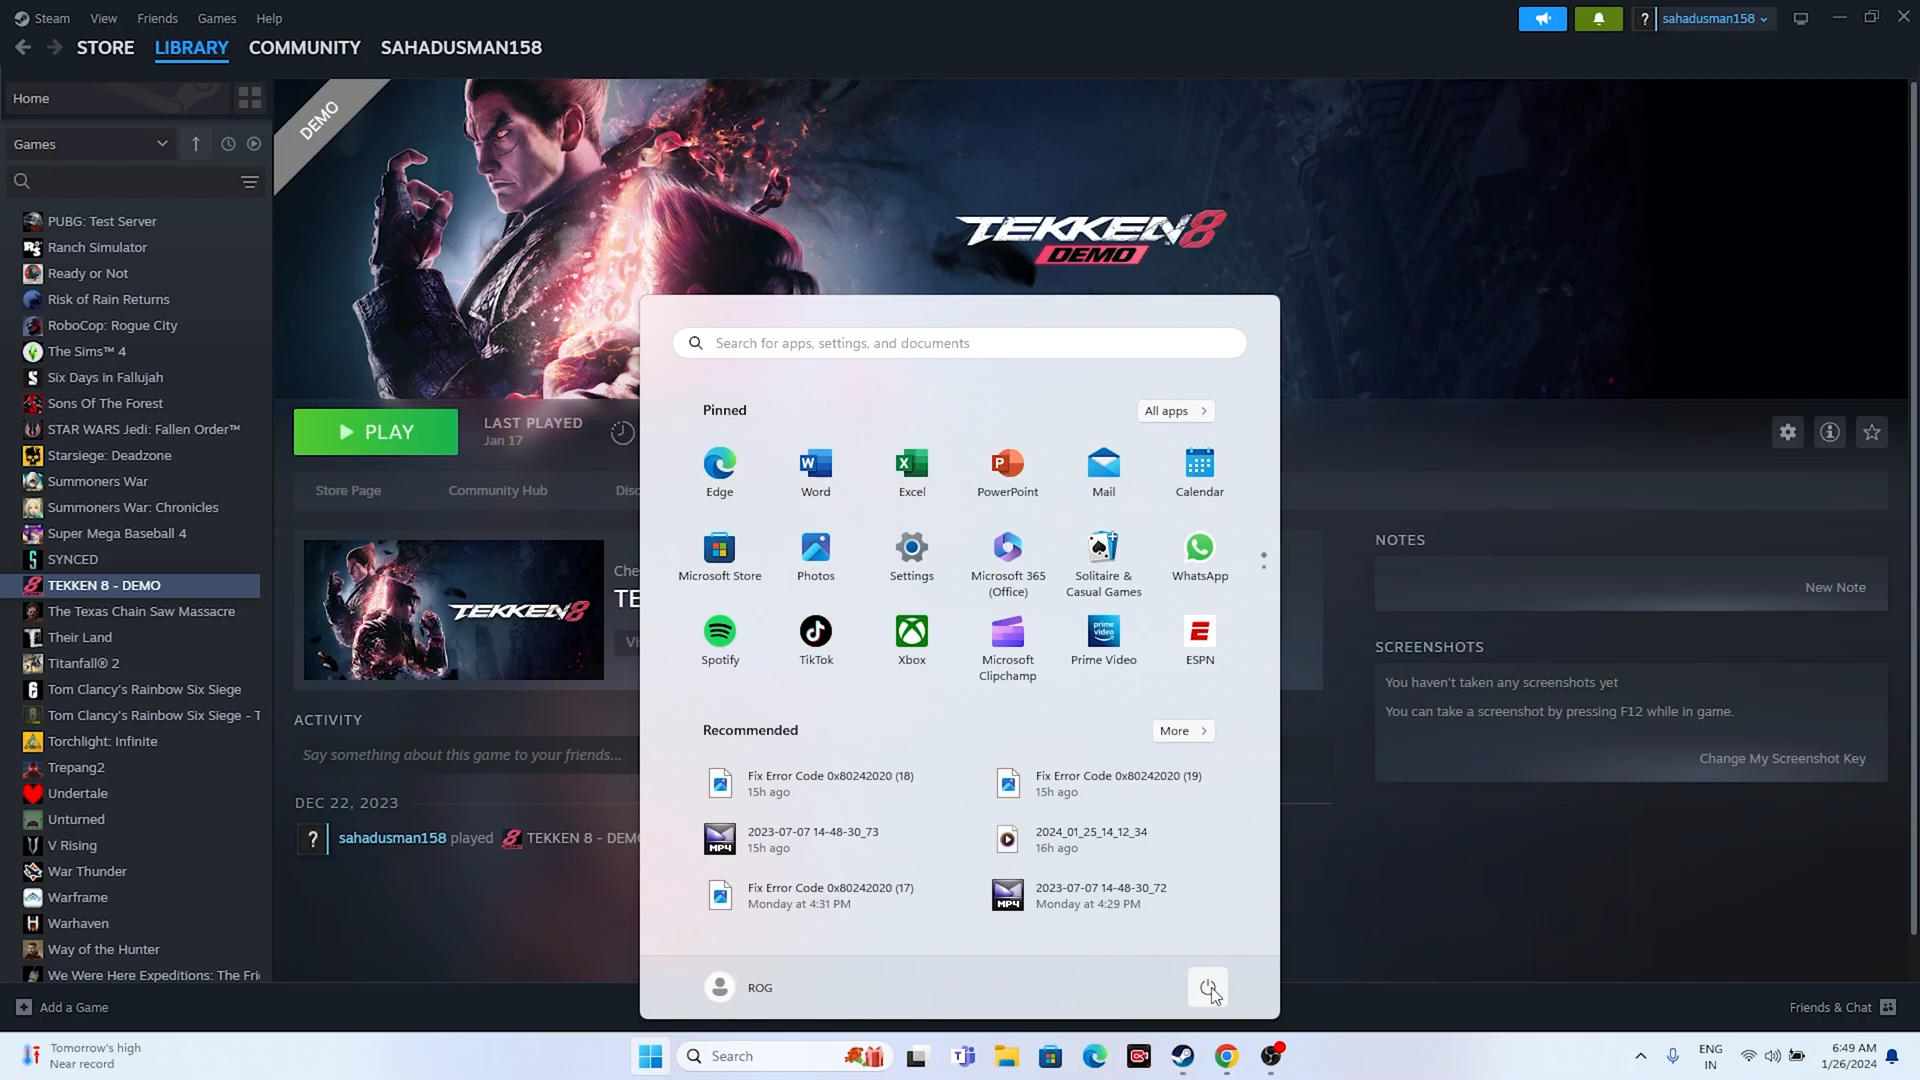 Steam View Friends Games Help
sahadusman158
STORE LIBRARY COMMUNITY SAHADUSMAN158
Home
Games
PUBG: Test Server
Ranch Simulator
Ready or Not
Risk of Rain Returns
RoboCop: Rogue City
The Sims™ 4
Six Days in Fallujah
Sons Of The Forest
STAR WARS Jedi: Fallen Order™
Starsiege: Deadzone
Summoners War
Summoners War: Chronicles
Super Mega Baseball 4
SYNCED
TEKKEN 8 - DEMO
The Texas Chain Saw Massacre
Their Land
Titanfall® 2
Tom Clancy's Rainbow Six Siege
Tom Clancy's Rainbow Six Siege - T
Torchlight: Infinite
Trepang2
Undertale
Unturned
V Rising
War Thunder
Warframe
Warhaven
Way of the Hunter
We Were Here Expeditions: The Fri
Add a Game
DEMO
TEKKEN 8
DEMO
PLAY
LAST PLAYED
Jan 17
Store Page Community Hub Disc
TEKKEN 8
Che
TE
Vi
ACTIVITY
Say something about this game to your friends...
DEC 22, 2023
sahadusman158 played TEKKEN 8 - DEMO
NOTES
New Note
SCREENSHOTS
You haven't taken any screenshots yet
You can take a screenshot by pressing F12 while in game.
Change My Screenshot Key
Friends & Chat
Search for apps, settings, and documents
Pinned
All apps
Edge Word Excel PowerPoint Mail Calendar
Microsoft Store Photos Settings Microsoft 365 (Office) Solitaire & Casual Games WhatsApp
prime video
Spotify TikTok Xbox Microsoft Clipchamp Prime Video ESPN
Recommended
More
Fix Error Code 0x80242020 (18)
15h ago
Fix Error Code 0x80242020 (19)
15h ago
MP4
2023-07-07 14-48-30_73
15h ago
2024_01_25_14_12_34
16h ago
Fix Error Code 0x80242020 (17)
Monday at 4:31 PM
MP4
2023-07-07 14-48-30_72
Monday at 4:29 PM
ROG
Tomorrow's high
Near record
Search
ENG
IN
6:49 AM
1/26/2024